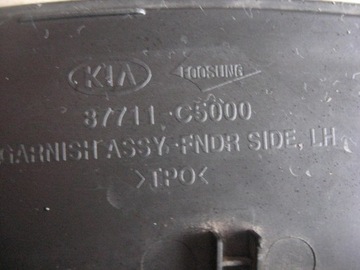 KIA FOOSUNG
87711-C5000
GARNISH ASSY-FNDR SIDE, LH
>TPO<